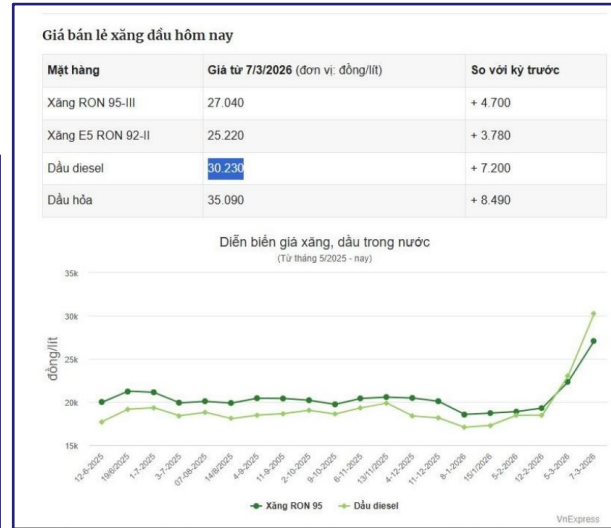 Giá bán lẻ xăng dầu hôm nay
Mặt hàng Giá từ 7/3/2026 (đơn vị: đồng/lít) So với kỳ trước
Xăng RON 95-III 27.040 + 4.700
Xăng E5 RON 92-II 25.220 + 3.780
Dầu diesel 30.230 + 7.200
Dầu hỏa 35.090 + 8.490
Diễn biến giá xăng, dầu trong nước
(Từ tháng 5/2025 - nay)
đồng/lít
35k
30k
25k
20k
15k
12-6-2025 19/6/2025 1-7-2025 3-7-2025 07-08-2025 14/8/2025 4-9-2025 11-9-2005 2-10-2025 9-10-2025 6-11-2025 13/11/2025 4-12-2025 11-12-2025 8-1-2026 15/1/2026 5-2-2026 12-2-2026 5-3-2026 7-3-2026
Xăng RON 95 Dầu diesel
VnExpress